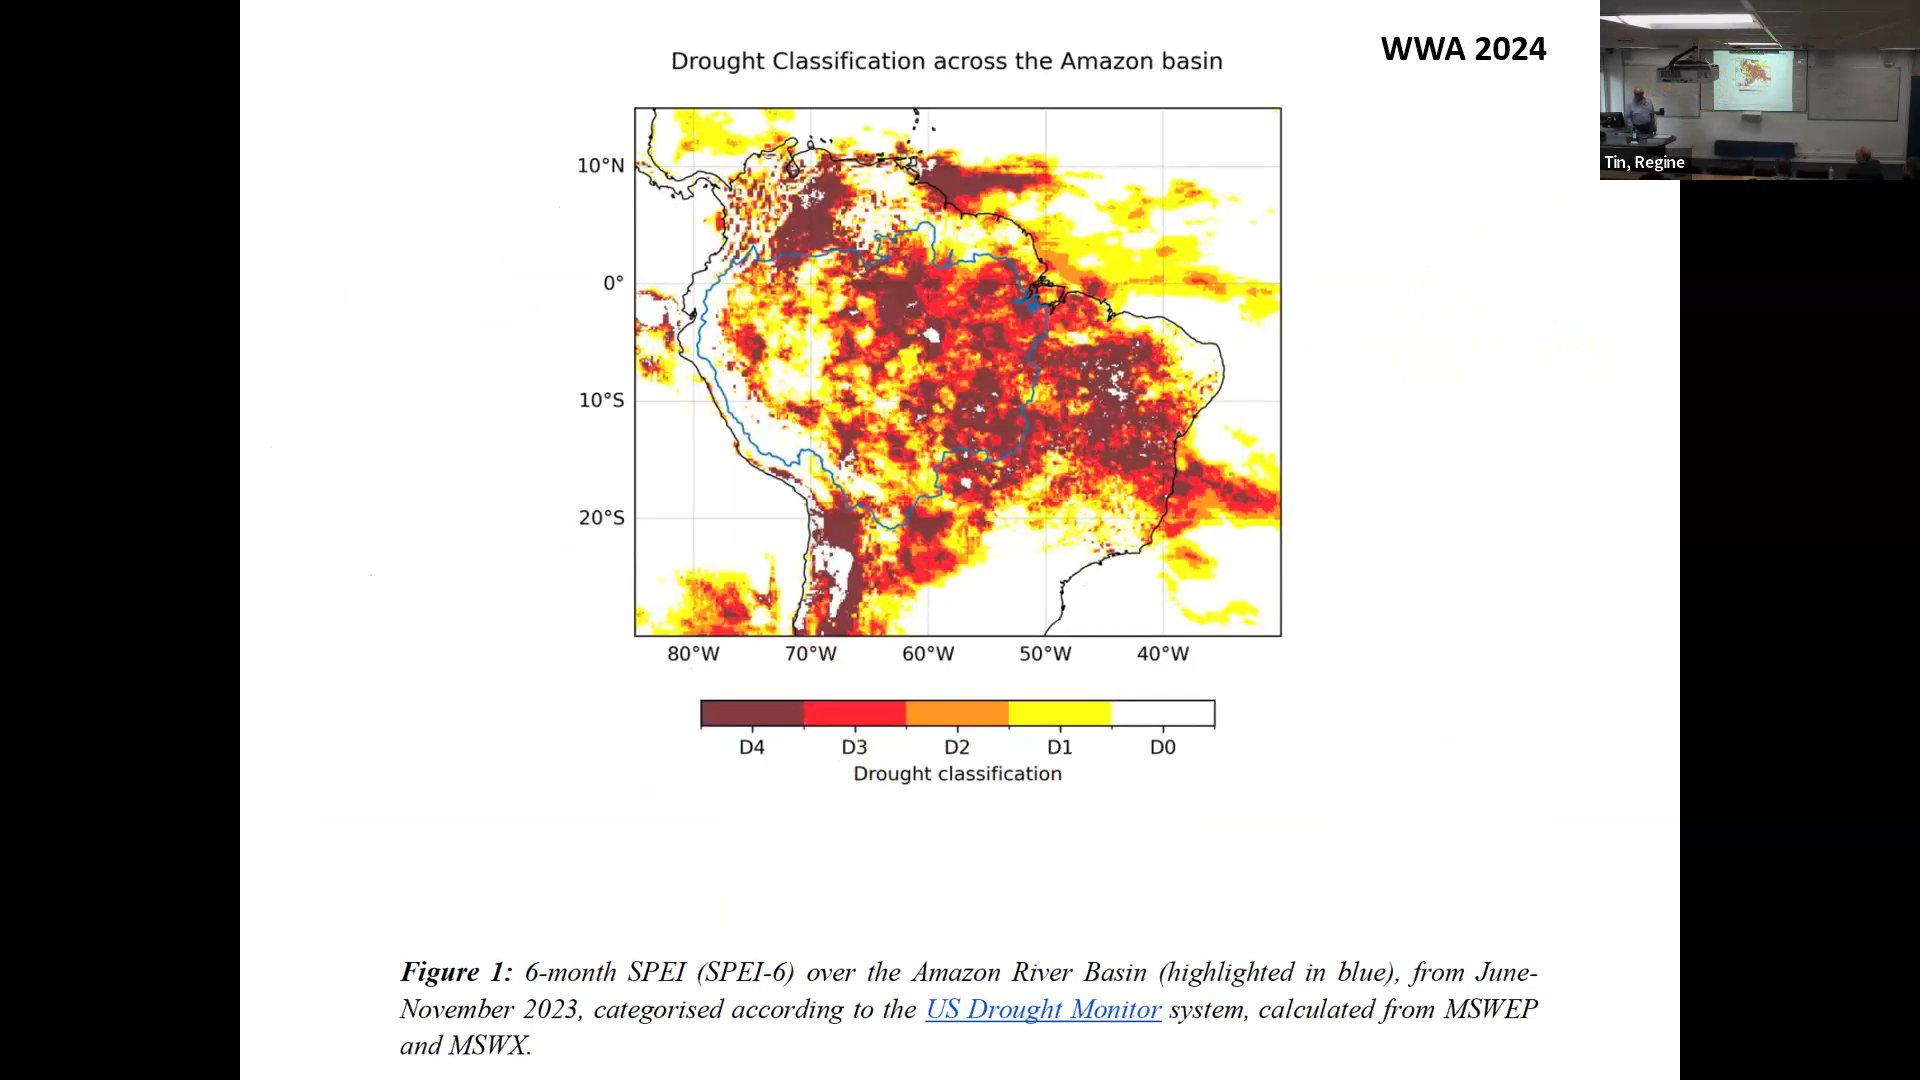 WWA 2024
Drought Classification across the Amazon basin
Tin, Regine
10°N
0°
10°S
20°S
80°W 70°W 60°W 50°W 40°W
D4 D3 D2 D1 D0
Drought classification
Figure 1: 6-month SPEI (SPEI-6) over the Amazon River Basin (highlighted in blue), from June-
November 2023, categorised according to the US Drought Monitor system, calculated from MSWEP
and MSWX.